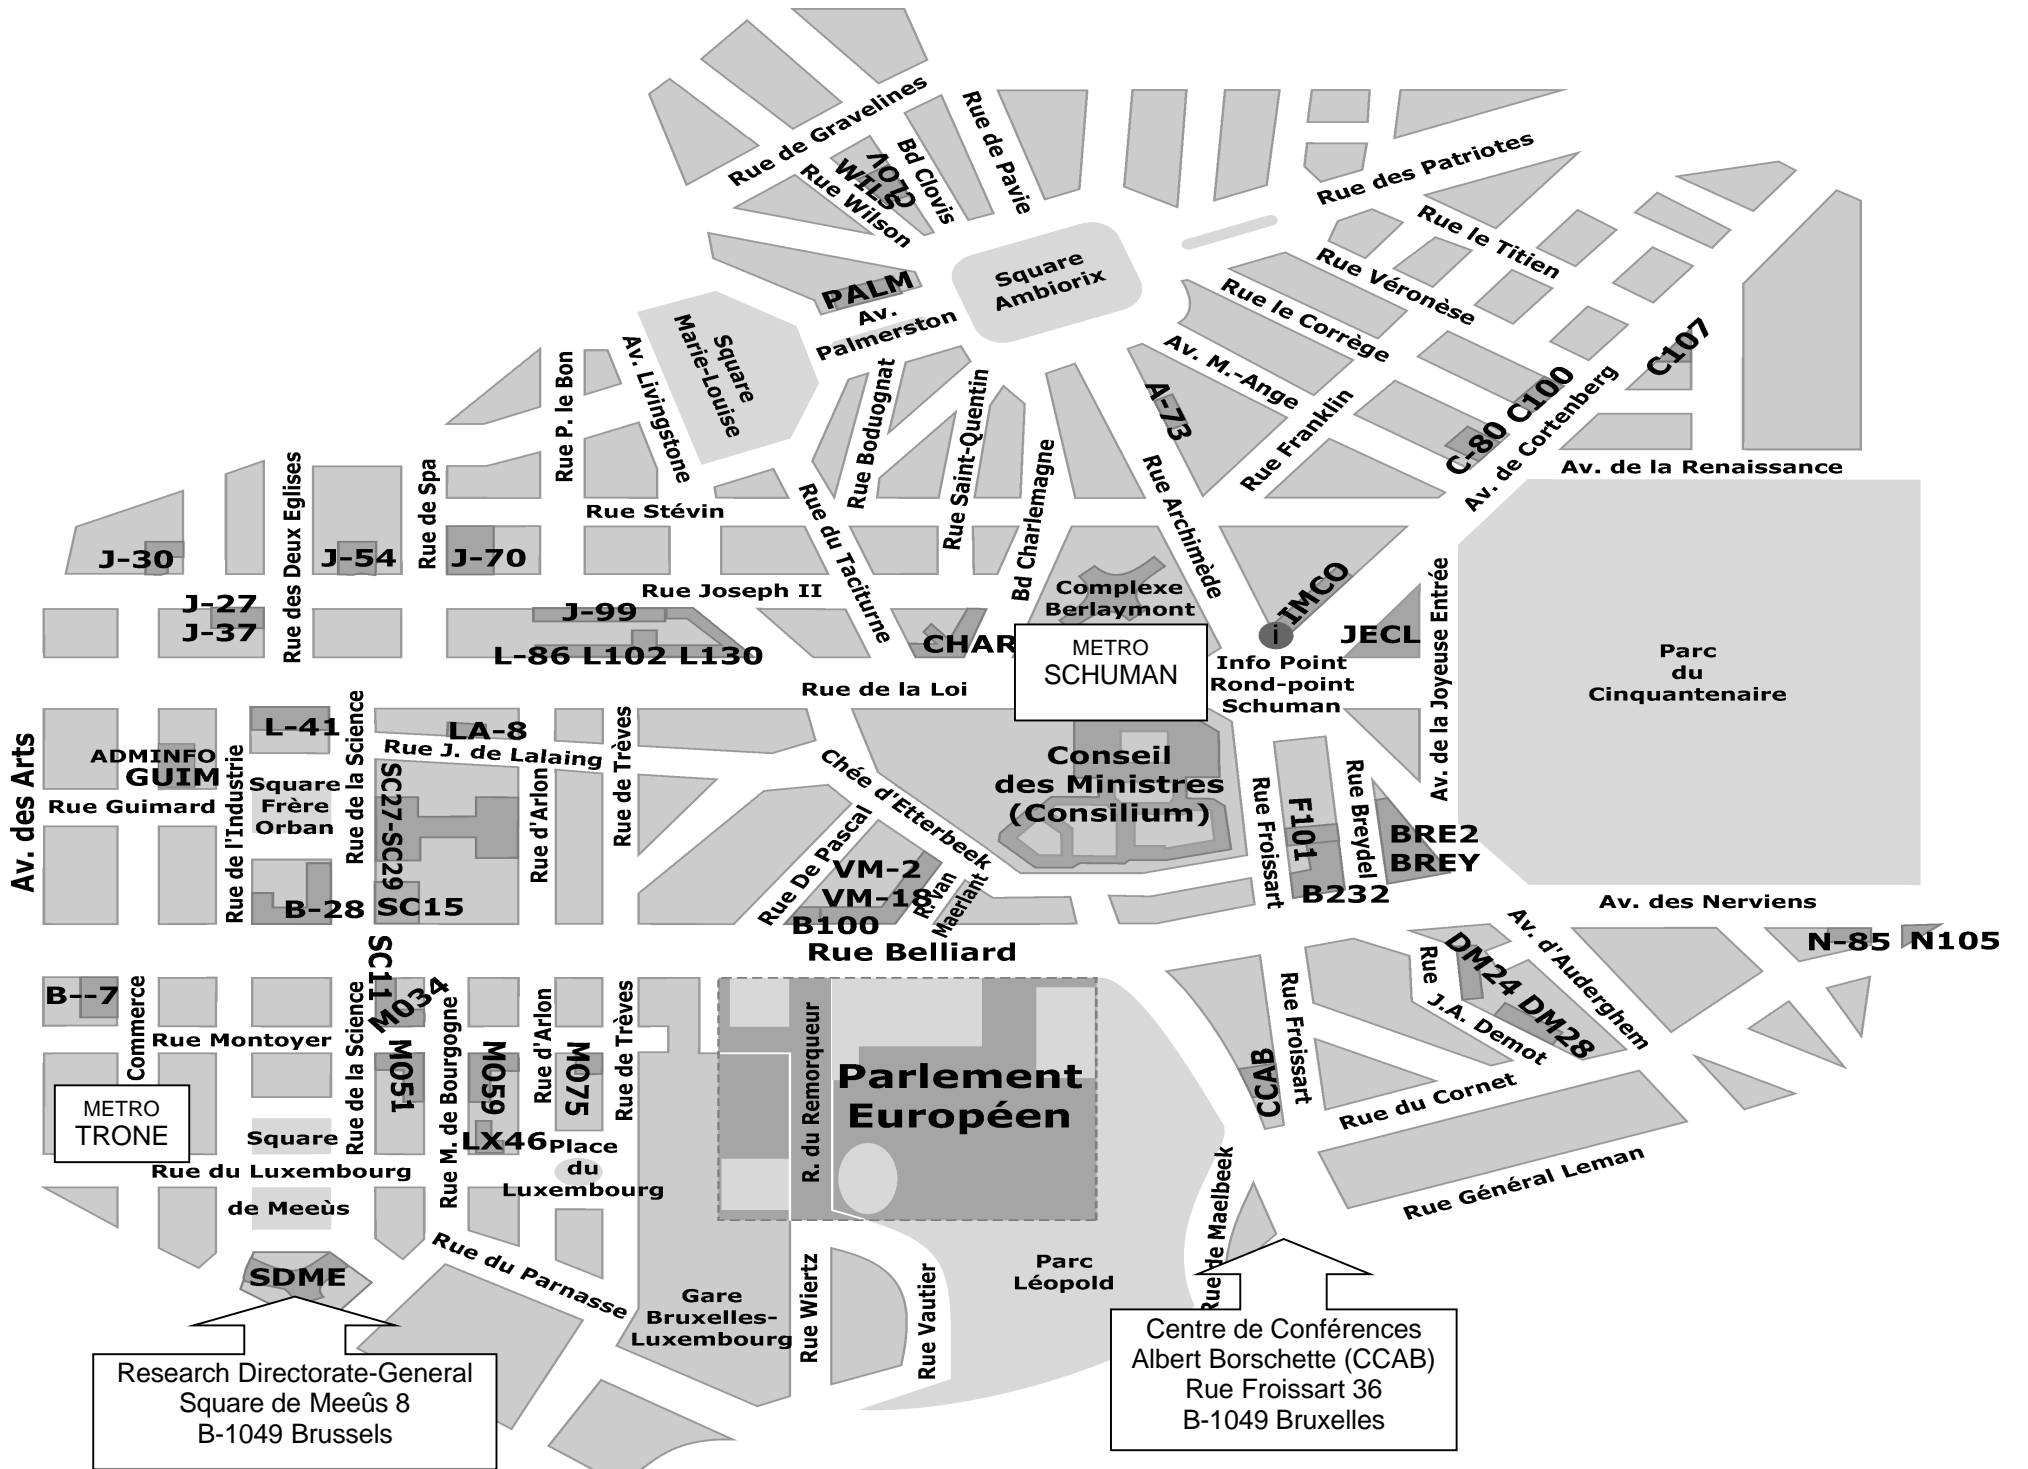 Rue de Gravelines
Rue de Pavie
Bd Clovis
CLOV
WILS
Rue Wilson
Rue des Patriotes
Rue le Titien
Rue Véronèse
Rue le Corrège
Square
Ambiorix
PALM
Av.
Palmerston
Square
Marie-Louise
Av. Livingstone
Rue P. le Bon
Rue Boduognat
Rue Saint-Quentin
Bd Charlemagne
A-73
Av. M.-Ange
Rue Franklin
Rue Archimède
C-80
C100
C107
Av. de Cortenberg
Av. de la Renaissance
Rue des Deux Eglises
Rue de Spa
Rue Stévin
Rue du Taciturne
J-30
J-54
J-70
J-27
J-37
Rue Joseph II
J-99
L-86 L102 L130
CHAR
Complexe
Berlaymont
METRO
SCHUMAN
IMCO
i
Info Point
Rond-point
Schuman
JECL
Av. de la Joyeuse Entrée
Parc
du
Cinquantenaire
Rue de la Loi
Av. des Arts
ADMINFO
GUIM
Rue Guimard
Rue de l'Industrie
L-41
Square
Frère
Orban
Rue de la Science
LA-8
Rue J. de Lalaing
SC27-SC29
Rue d'Arlon
Rue de Trèves
B-28
SC15
Chée d'Etterbeek
Rue De Pascal
VM-2
VM-18
B100
R. van
Maerlant
Conseil
des Ministres
(Consilium)
Rue Froissart
F101
Rue Breydel
B232
BRE2
BREY
Av. des Nerviens
N-85
N105
Rue Belliard
SC11
M034
B--7
Commerce
Rue Montoyer
Rue de la Science
M051
Rue M. de Bourgogne
M059
Rue d'Arlon
M075
Rue de Trèves
METRO
TRONE
Square
Rue du Luxembourg
de Meeùs
LX46
Place
du
Luxembourg
R. du Remorqueur
Parlement
Européen
CCAB
Rue Froissart
Rue
J.A. Demot
DM24
DM28
Av. d'Auderghem
Rue du Cornet
Rue Général Leman
Rue de Maelbeek
SDME
Rue du Parnasse
Gare
Bruxelles-
Luxembourg
Rue Wiertz
Rue Vautier
Parc
Léopold
Research Directorate-General
Square de Meeûs 8
B-1049 Brussels
Centre de Conférences
Albert Borschette (CCAB)
Rue Froissart 36
B-1049 Bruxelles